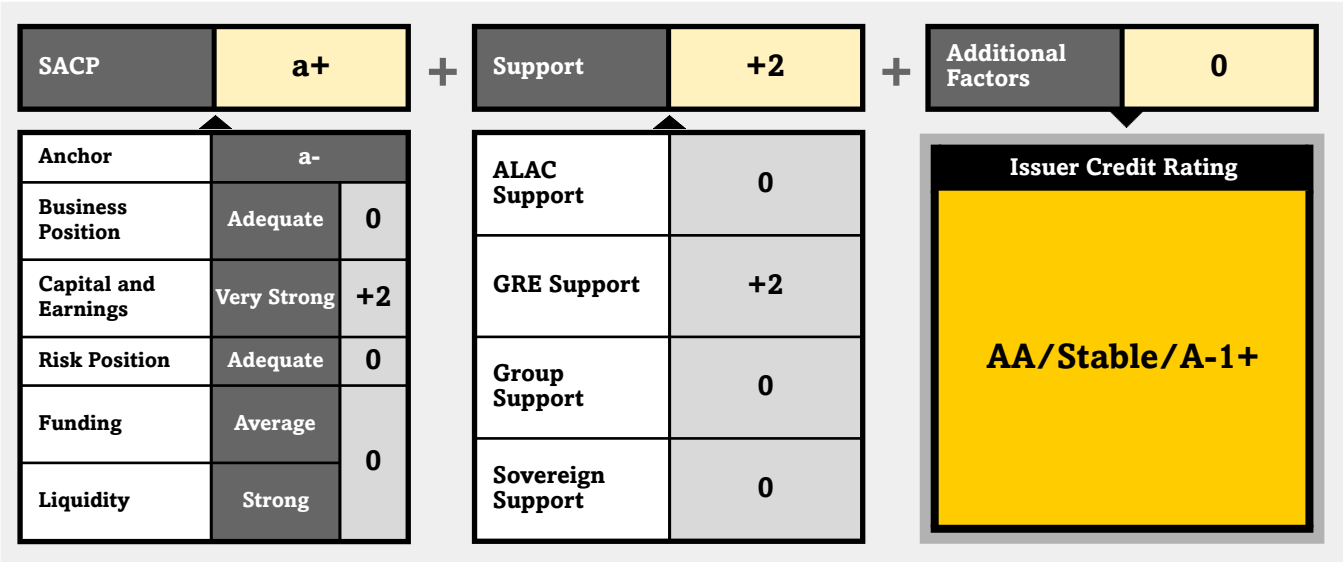 SACP
a+
+
Support
+2
+
Additional
Factors
0
Anchor
a-
Business
Position
Adequate
0
Capital and
Earnings
Very Strong
+2
Risk Position
Adequate
0
Funding
Average
Liquidity
Strong
0
ALAC
Support
0
GRE Support
+2
Group
Support
0
Sovereign
Support
0
Issuer Credit Rating
AA/Stable/A-1+